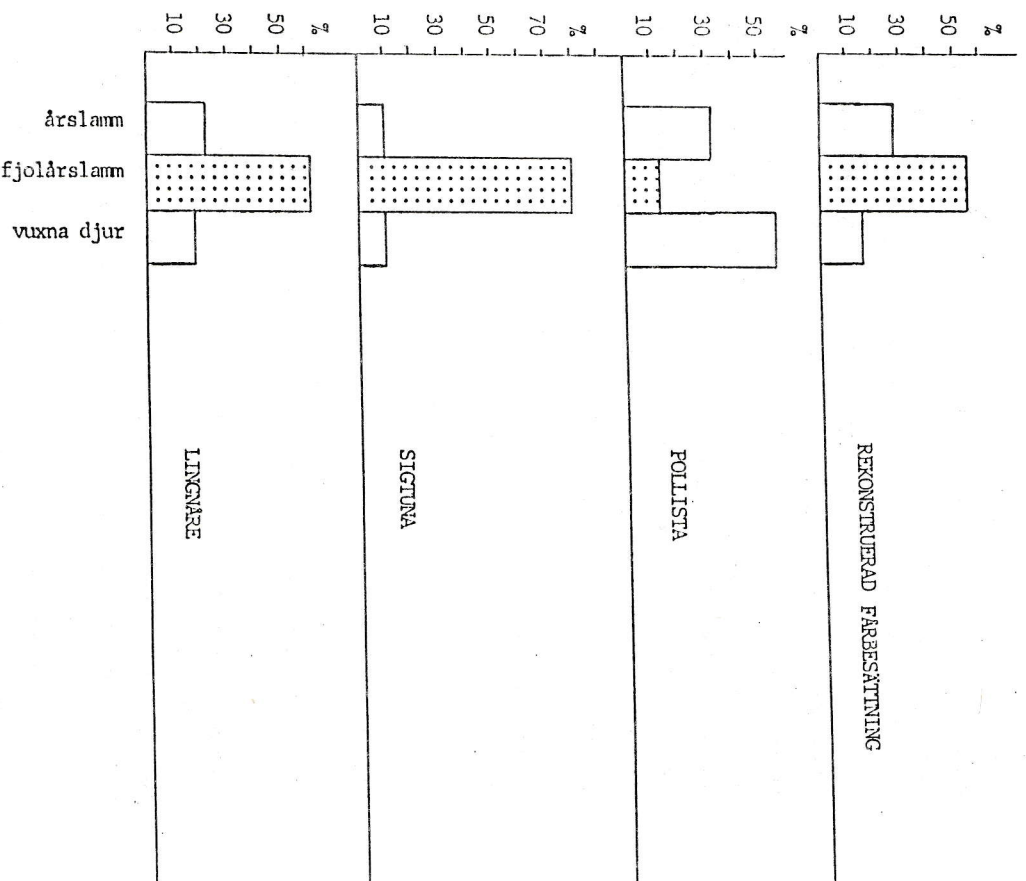 10 30 50 %
10 30 50 70 %
10 30 50 %
10 30 50 %
årslamm
fjolårslamm
vuxna djur
LINGNÅRE
SIGTUNA
POLLISTA
REKONSTRUERAD FÅRBESÄTTNING